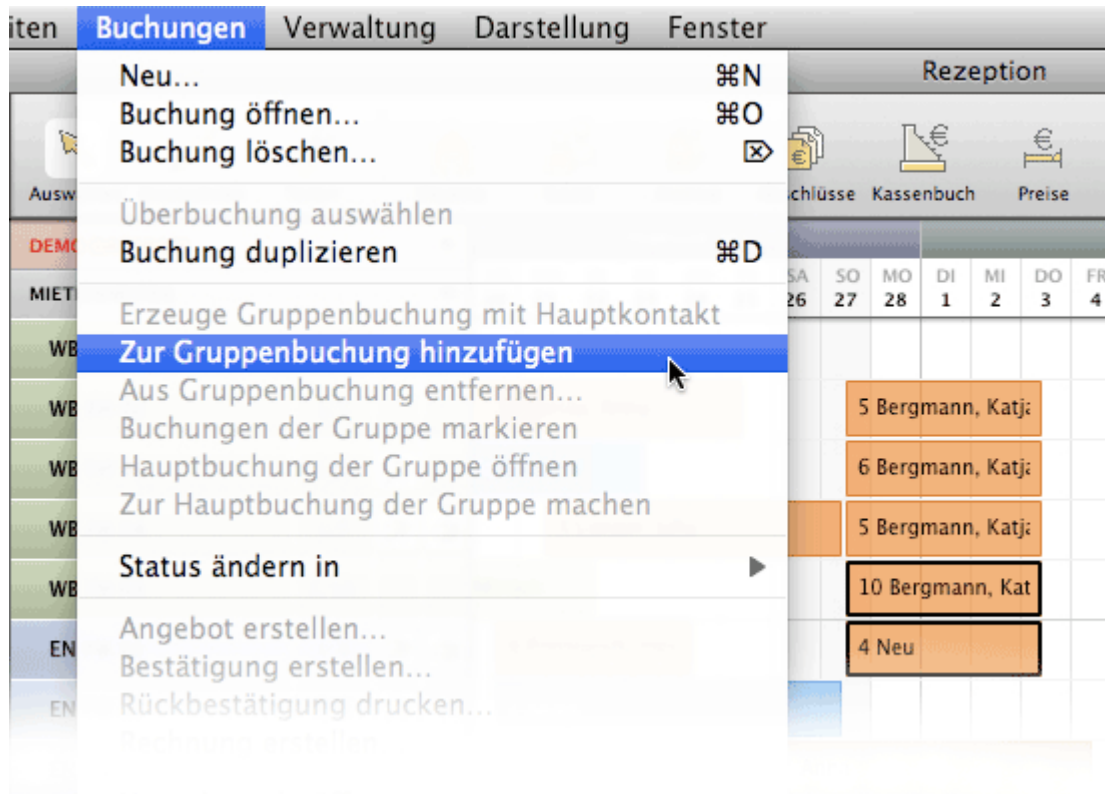 iten Buchungen Verwaltung Darstellung Fenster
Rezeption
Neu... ⌘N
Buchung öffnen... ⌘O
Buchung löschen... ⌦
Überbuchung auswählen
Buchung duplizieren ⌘D
Erzeuge Gruppenbuchung mit Hauptkontakt
Zur Gruppenbuchung hinzufügen
Aus Gruppenbuchung entfernen...
Buchungen der Gruppe markieren
Hauptbuchung der Gruppe öffnen
Zur Hauptbuchung der Gruppe machen
Status ändern in
Angebot erstellen...
Bestätigung erstellen...
Rückbestätigung drucken...
Rechnung erstellen
Ausw
chlüsse Kassenbuch Preise
DEMO
MIETI
SA SO MO DI MI DO FR
26 27 28 1 2 3 4
WB
WB
5 Bergmann, Katja
WB
6 Bergmann, Katja
WB
5 Bergmann, Katja
WB
10 Bergmann, Kat
EN
4 Neu
EN